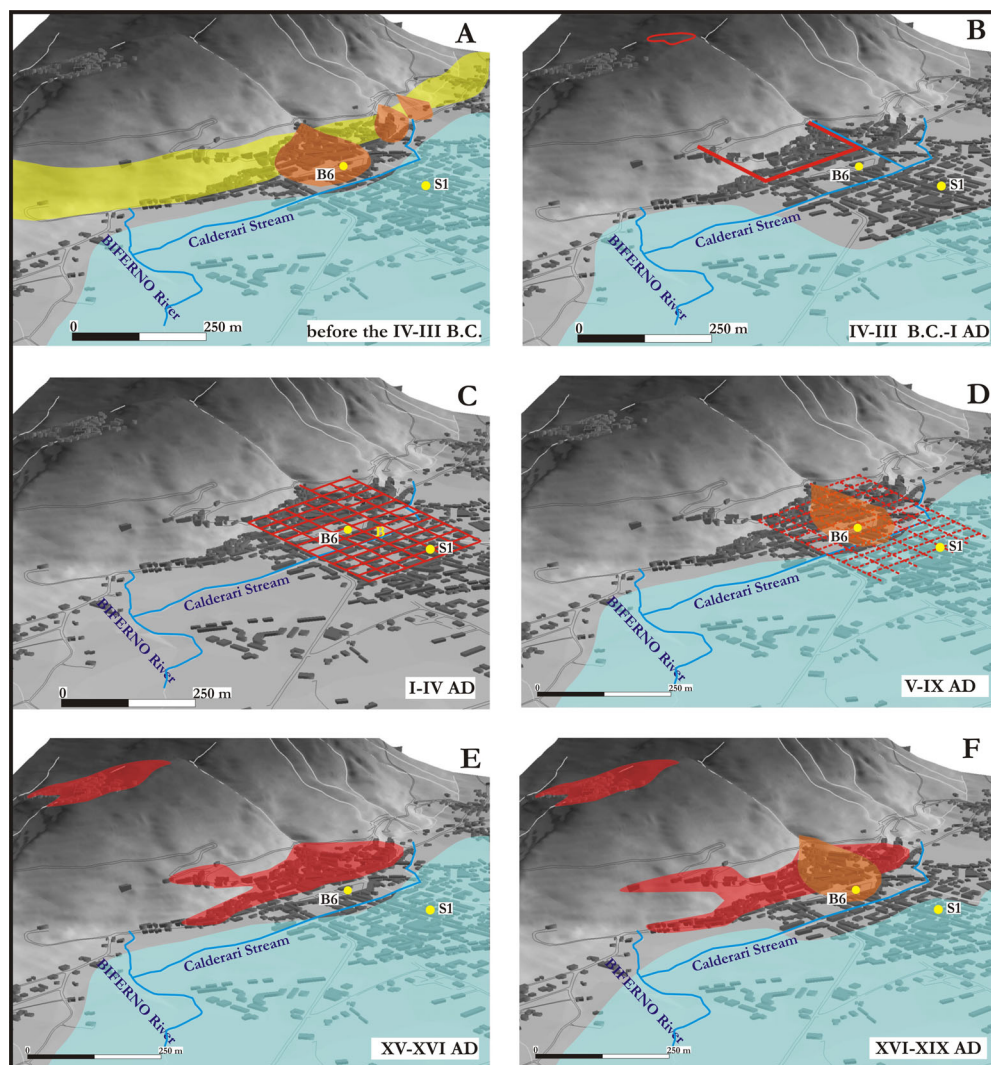 A
B6
S1
Calderari Stream
BIFERNO River
0 250 m
before the IV-III B.C.
B
B6
S1
Calderari Stream
BIFERNO River
0 250 m
IV-III B.C.-I AD
C
B6
B
S1
Calderari Stream
BIFERNO River
0 250 m
I-IV AD
D
B6
S1
Calderari Stream
BIFERNO River
0 250 m
V-IX AD
E
B6
S1
Calderari Stream
BIFERNO River
0 250 m
XV-XVI AD
F
B6
S1
Calderari Stream
BIFERNO River
0 250 m
XVI-XIX AD